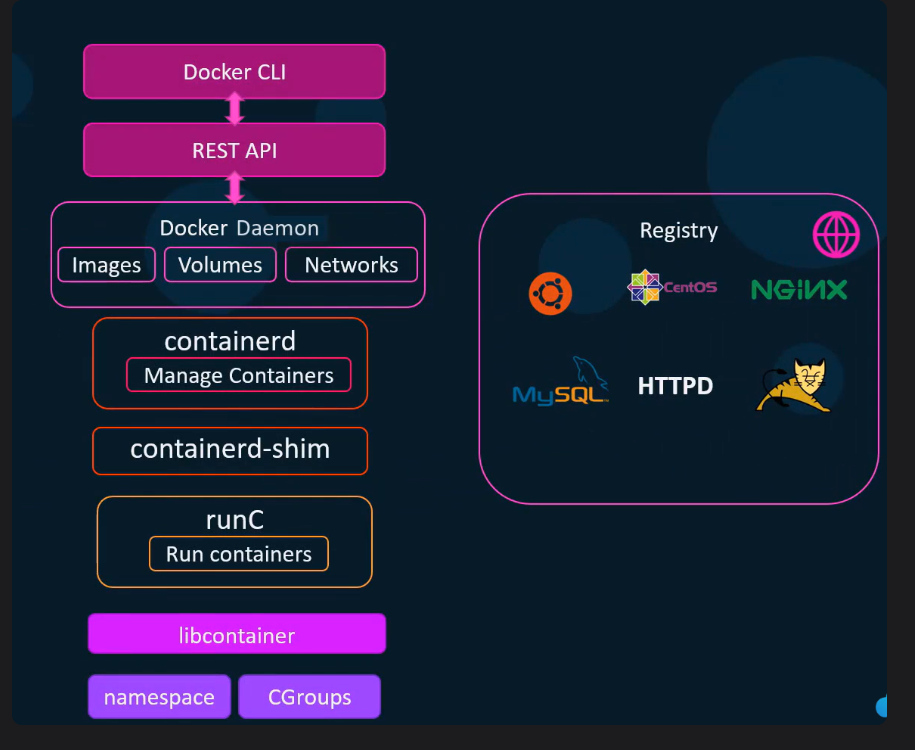 Docker CLI
REST API
Docker Daemon
Images Volumes Networks
containerd
Manage Containers
containerd-shim
runC
Run containers
libcontainer
namespace CGroups
Registry
CentOS NGINX
MySQL™ HTTPD